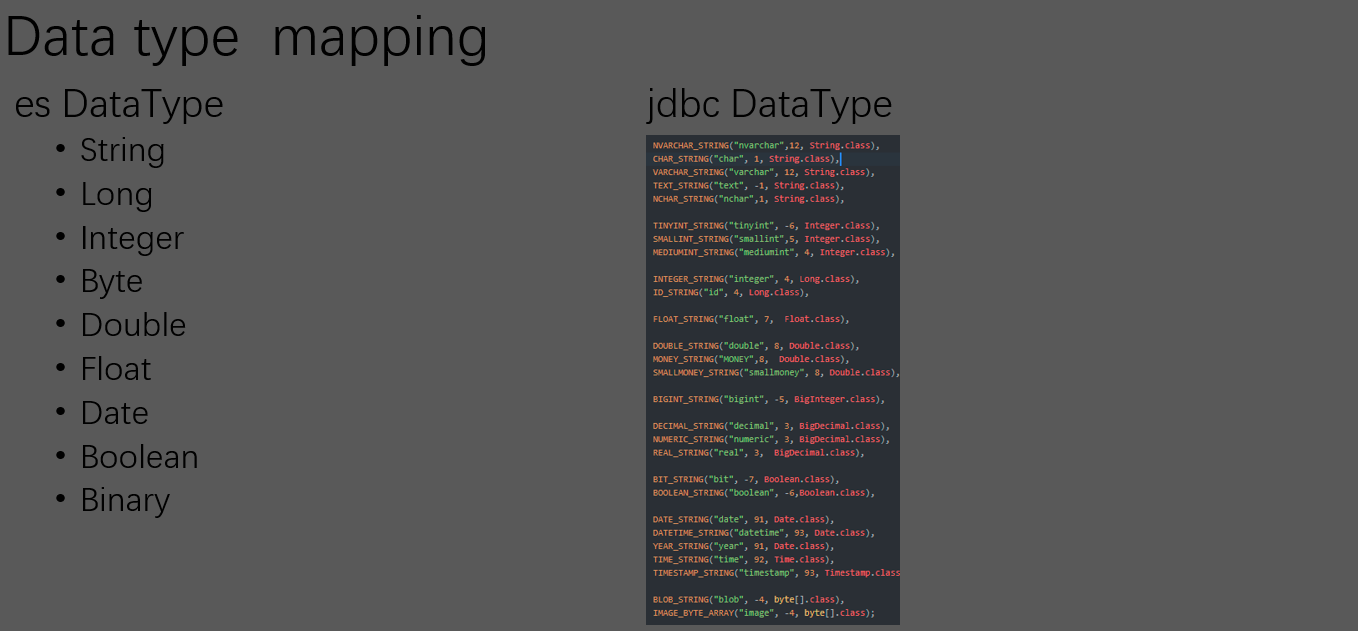 Data type mapping
es DataType
• String
• Long
• Integer
• Byte
• Double
• Float
• Date
• Boolean
• Binary
jdbc DataType
NVARCHAR_STRING("nvarchar",12, String.class),
CHAR_STRING("char", 1, String.class),
VARCHAR_STRING("varchar", 12, String.class),
TEXT_STRING("text", -1, String.class),
NCHAR_STRING("nchar",1, String.class),
TINYINT_STRING("tinyint", -6, Integer.class),
SMALLINT_STRING("smallint",5, Integer.class),
MEDIUMINT_STRING("mediumint", 4, Integer.class),
INTEGER_STRING("integer", 4, Long.class),
ID_STRING("id", 4, Long.class),
FLOAT_STRING("float", 7, Float.class),
DOUBLE_STRING("double", 8, Double.class),
MONEY_STRING("MONEY",8, Double.class),
SMALLMONEY_STRING("smallmoney", 8, Double.class),
BIGINT_STRING("bigint", -5, BigInteger.class),
DECIMAL_STRING("decimal", 3, BigDecimal.class),
NUMERIC_STRING("numeric", 3, BigDecimal.class),
REAL_STRING("real", 3, BigDecimal.class),
BIT_STRING("bit", -7, Boolean.class),
BOOLEAN_STRING("boolean", -6,Boolean.class),
DATE_STRING("date", 91, Date.class),
DATETIME_STRING("datetime", 93, Date.class),
YEAR_STRING("year", 91, Date.class),
TIME_STRING("time", 92, Time.class),
TIMESTAMP_STRING("timestamp", 93, Timestamp.class
BLOB_STRING("blob", -4, byte[].class),
IMAGE_BYTE_ARRAY("image", -4, byte[].class);